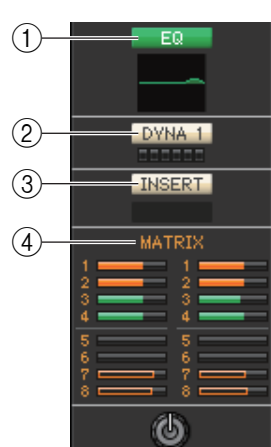 ① EQ
② DYNA 1
③ INSERT
④ MATRIX
1 1
2 2
3 3
4 4
5 5
6 6
7 7
8 8